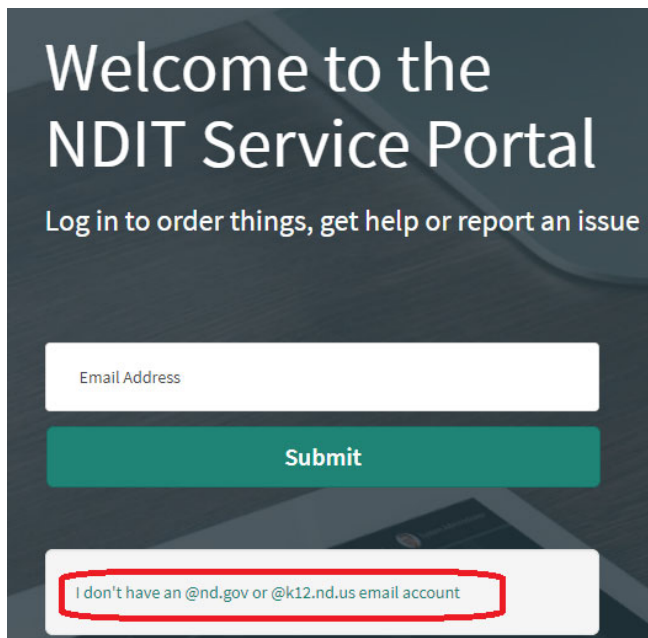 Welcome to the
NDIT Service Portal
Log in to order things, get help or report an issue
Email Address
Submit
I don't have an @nd.gov or @k12.nd.us email account